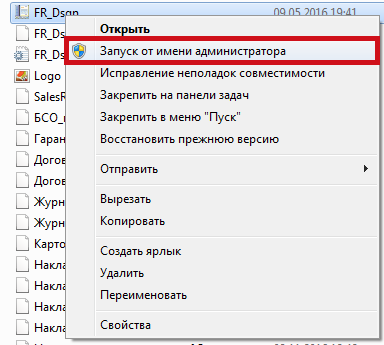 FR_Dsgn 09.05.2016 19:41
FR_Ds
Открыть
FR_Ds
Запуск от имени администратора
Logo
Исправление неполадок совместимости
SalesR
Закрепить на панели задач
БСО_
Закрепить в меню "Пуск"
Гаран
Восстановить прежнюю версию
Догов
Отправить
Догов
Журн
Вырезать
Журн
Копировать
Карто
Накла
Создать ярлык
Накла
Удалить
Накла
Переименовать
Накла
Свойства
Накла